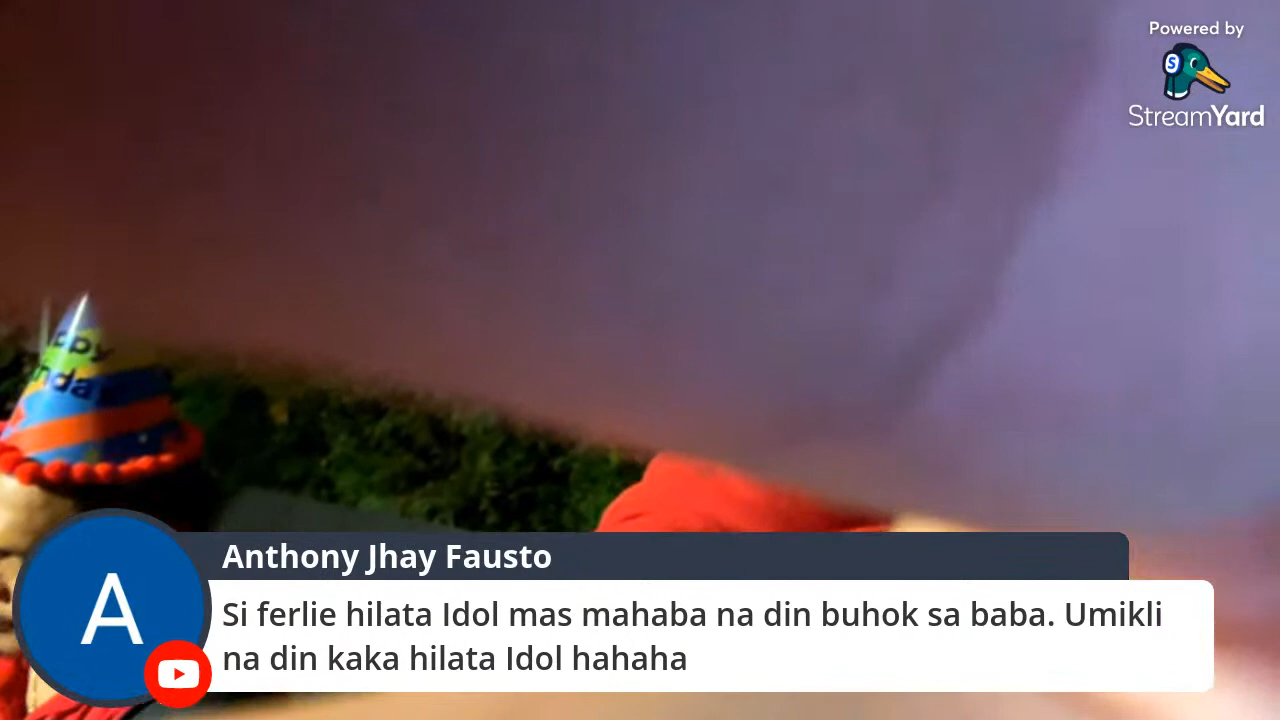 Powered by
S
StreamYard
ppy
Anthony Jhay Fausto
A
Si ferlie hilata Idol mas mahaba na din buhok sa baba. Umikli
na din kaka hilata Idol hahaha